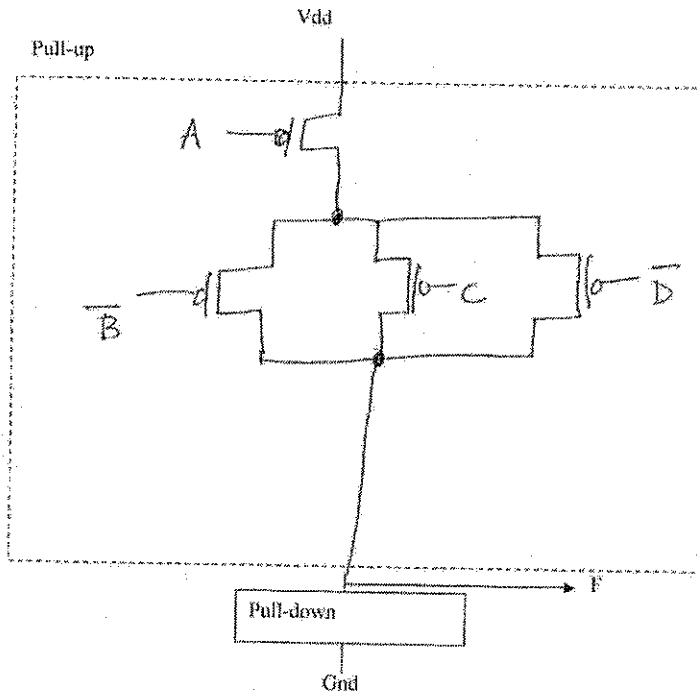 Vdd
Pull-up
A
B̅ C D̅
F
Pull-down
Gnd